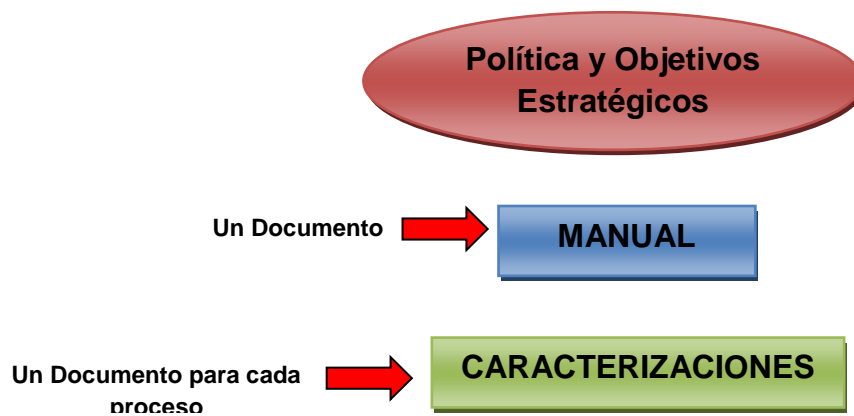 Política y Objetivos
Estratégicos
Un Documento
MANUAL
CARACTERIZACIONES
Un Documento para cada
proceso